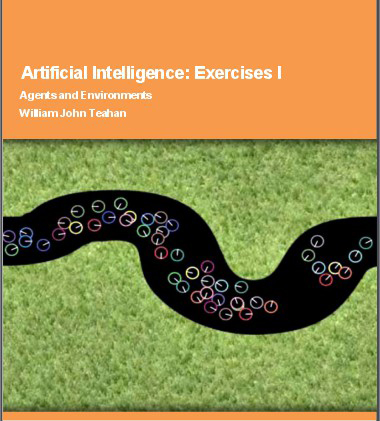 Artificial Intelligence: Exercises I
Agents and Environments
William John Teahan